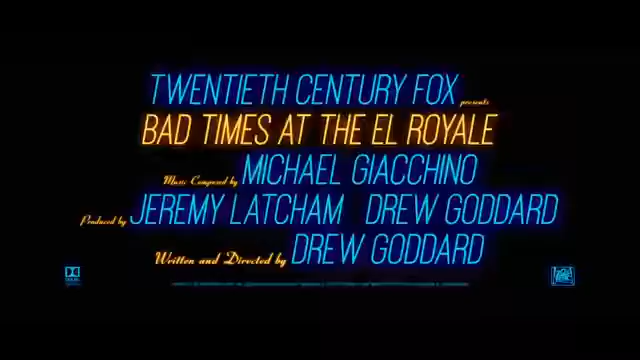 TWENTIETH CENTURY FOX presents
BAD TIMES AT THE EL ROYALE
Music Composed by MICHAEL GIACCHINO
Produced by JEREMY LATCHAM DREW GODDARD
Written and Directed by DREW GODDARD